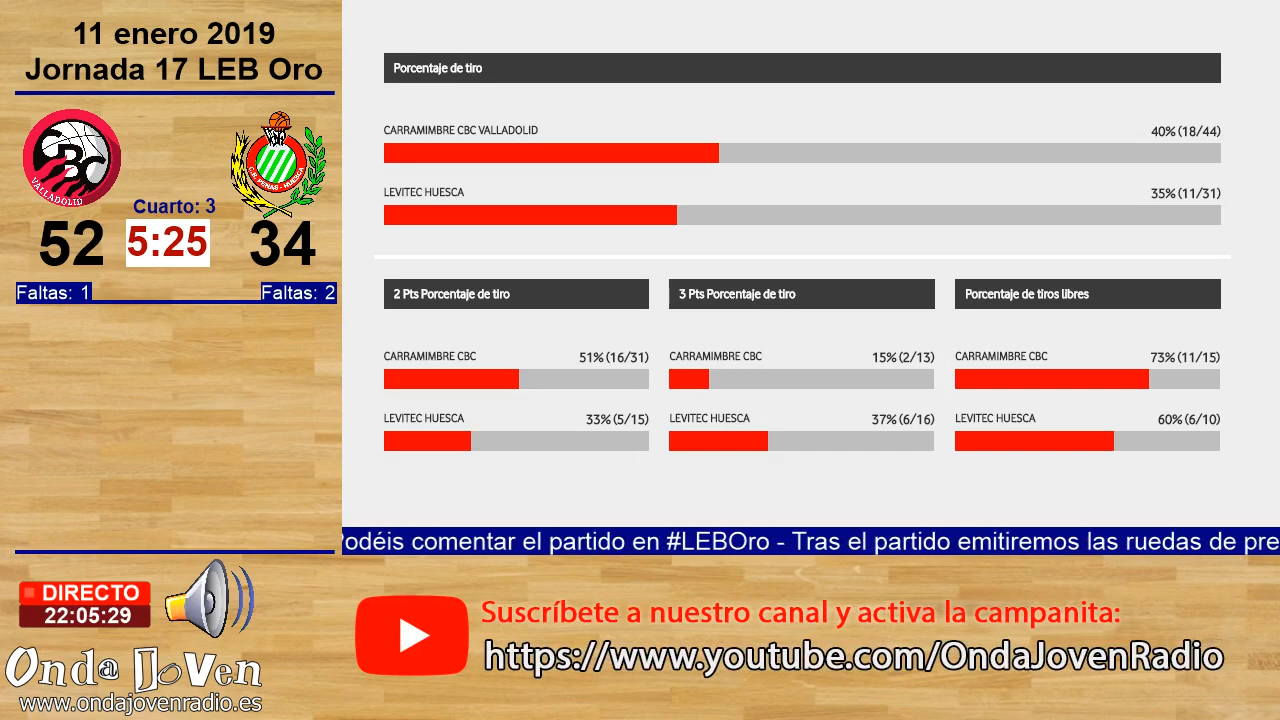 11 enero 2019
Jornada 17 LEB Oro
CBC
VALLADOLID
C.B. PEÑAS - HUESCA
Cuarto: 3
52
5:25
34
Faltas: 1
Faltas: 2
Porcentaje de tiro
CARRAMIMBRE CBC VALLADOLID
40% (18/44)
LEVITEC HUESCA
35% (11/31)
2 Pts Porcentaje de tiro
CARRAMIMBRE CBC
51% (16/31)
LEVITEC HUESCA
33% (5/15)
3 Pts Porcentaje de tiro
CARRAMIMBRE CBC
15% (2/13)
LEVITEC HUESCA
37% (6/16)
Porcentaje de tiros libres
CARRAMIMBRE CBC
73% (11/15)
LEVITEC HUESCA
60% (6/10)
Podéis comentar el partido en #LEBOro - Tras el partido emitiremos las ruedas de pre
DIRECTO
22:05:29
Onda Joven
www.ondajovenradio.es
Suscríbete a nuestro canal y activa la campanita:
https://www.youtube.com/OndaJovenRadio